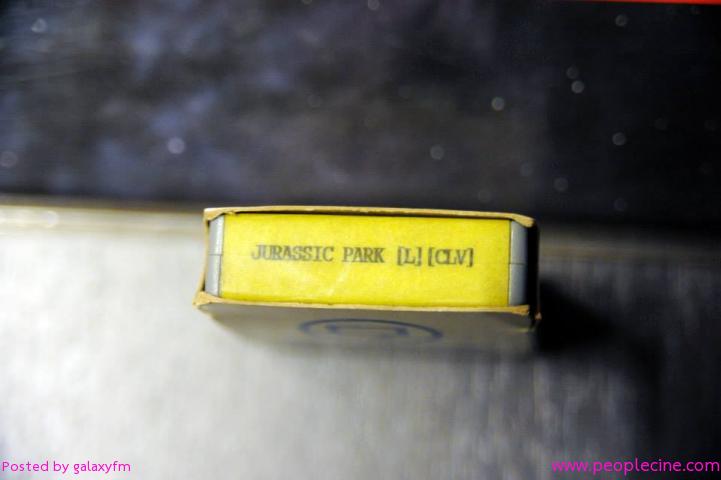 JURASSIC PARK [L][CLV]
Posted by galaxyfm
www.peoplecine.com